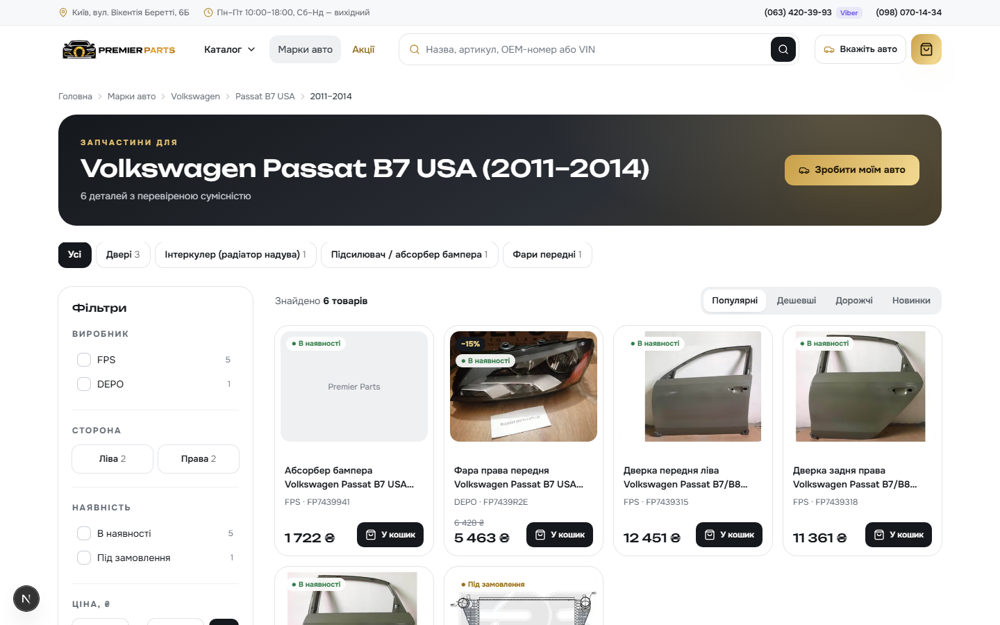 Київ, вул. Вікентія Беретті, 6Б
Пн–Пт 10:00–18:00, Сб–Нд — вихідний
(063) 420-39-93 Viber
(098) 070-14-34
PREMIERPARTS
Каталог
Марки авто
Акції
Назва, артикул, OEM-номер або VIN
Вкажіть авто
Головна
Марки авто
Volkswagen
Passat B7 USA
2011–2014
ЗАПЧАСТИНИ ДЛЯ
Volkswagen Passat B7 USA (2011–2014)
6 деталей з перевіреною сумісністю
Зробити моїм авто
Усі
Двері 3
Інтеркулер (радіатор надува) 1
Підсилювач / абсорбер бампера 1
Фари передні 1
Фільтри
ВИРОБНИК
FPS 5
DEPO 1
СТОРОНА
Ліва 2
Права 2
НАЯВНІСТЬ
В наявності 5
Під замовлення 1
ЦІНА, ₴
Знайдено 6 товарів
Популярні
Дешевші
Дорожчі
Новинки
В наявності
Premier Parts
Абсорбер бампера
Volkswagen Passat B7 USA...
FPS · FP7439941
1 722 ₴
У кошик
−15%
В наявності
Premier-parts.com.ua
Фара права передня
Volkswagen Passat B7 USA...
DEPO · FP7439R2E
6 428 ₴
5 463 ₴
У кошик
В наявності
Дверка передня ліва
Volkswagen Passat B7/B8...
FPS · FP7439315
12 451 ₴
У кошик
В наявності
Дверка задня права
Volkswagen Passat B7/B8...
FPS · FP7439318
11 361 ₴
У кошик
В наявності
Під замовлення
N